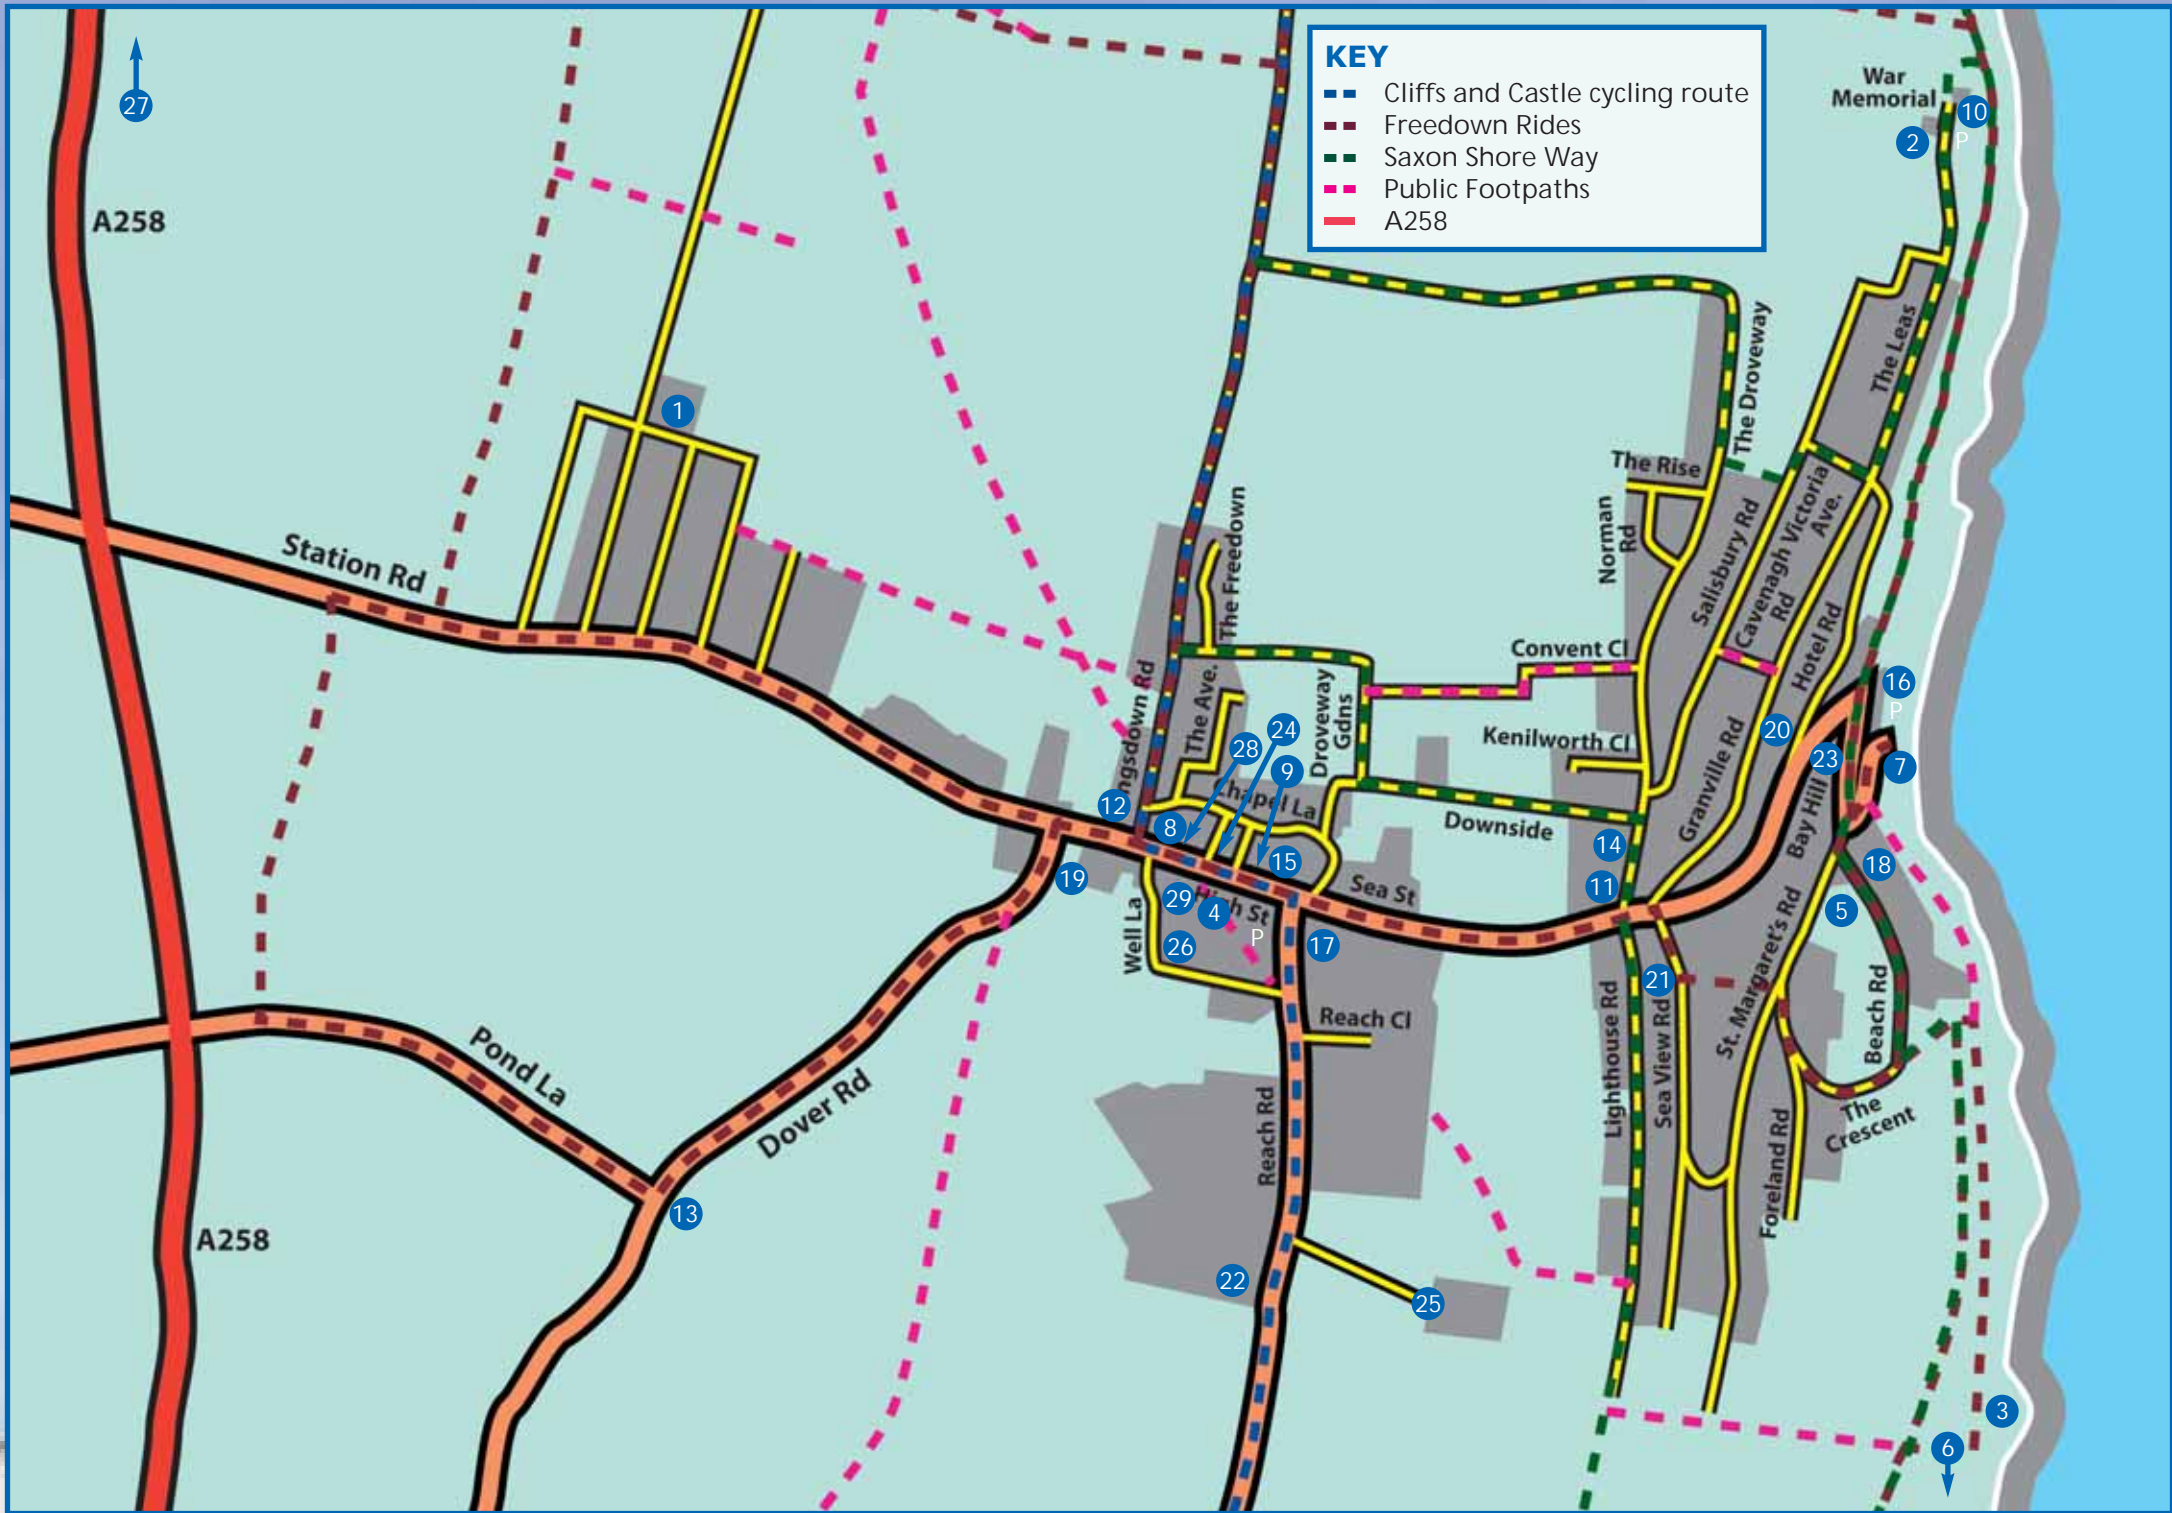 KEY
Cliffs and Castle cycling route
Freedown Rides
Saxon Shore Way
Public Footpaths
A258
27
A258
War
Memorial
10
P
2
1
Station Rd
The Leas
The Droveway
The Rise
Norman
Rd
Salisbury Rd
Cavenagh
Rd
Victoria
Ave.
Hotel Rd
The Freedown
Convent Cl
ngsdown Rd
The Ave.
Droveway
Gdns
Kenilworth Cl
Granville Rd
16
P
20
23
7
24
28
9
12
8
Chapel La
Downside
Bay Hill
14
15
11
18
19
29
High St
4
Sea St
5
Well La
26
P
17
21
Lighthouse Rd
Sea View Rd
St. Margaret's Rd
Beach Rd
Reach Cl
Pond La
Dover Rd
Reach Rd
The
Crescent
Foreland Rd
13
A258
22
25
3
6